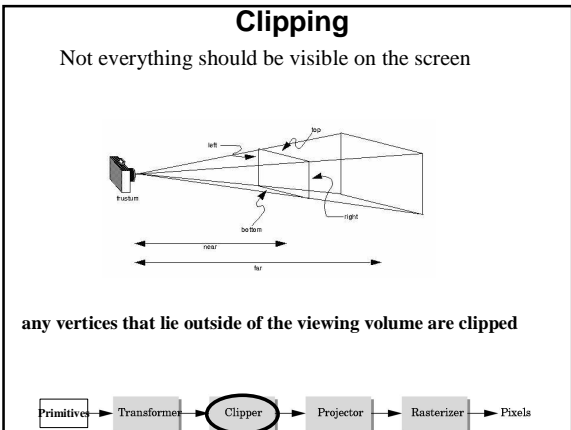 Clipping
Not everything should be visible on the screen
top
left
frustum
right
bottom
near
far
any vertices that lie outside of the viewing volume are clipped
Primitives Transformer Clipper Projector Rasterizer Pixels